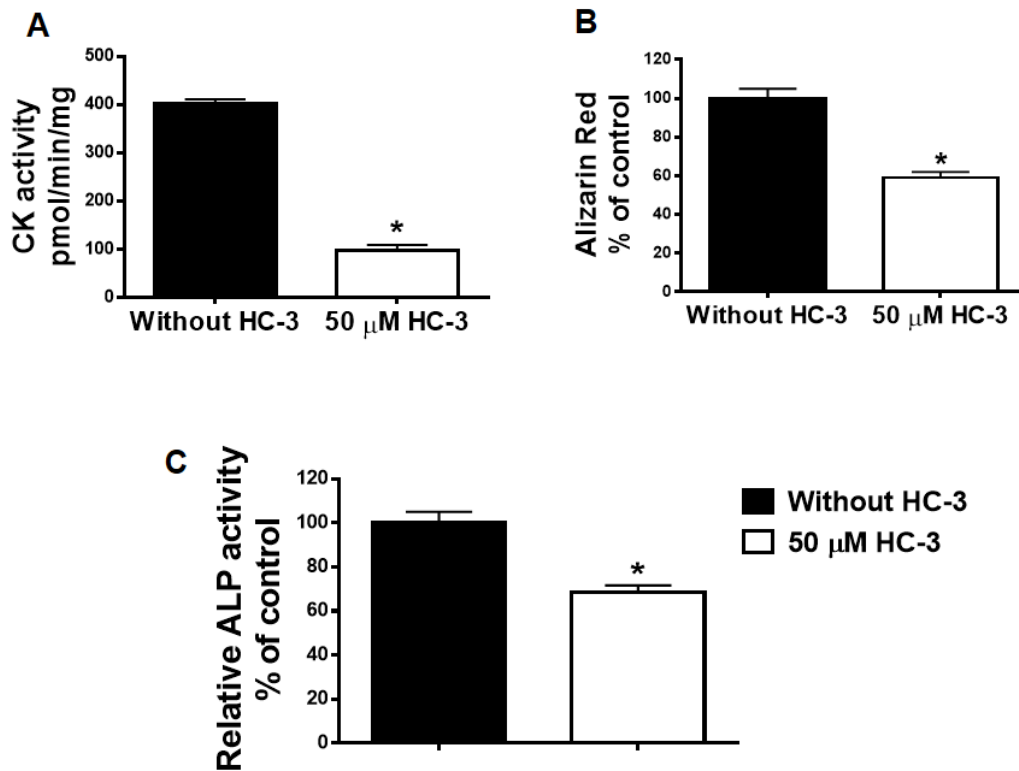 A
CK activity
pmol/min/mg
500
400
300
200
100
0
*
Without HC-3
50 μM HC-3
B
Alizarin Red
% of control
120
100
80
60
40
20
0
*
Without HC-3
50 μM HC-3
C
Relative ALP activity
% of control
120
100
80
60
40
20
0
*
Without HC-3
50 μM HC-3